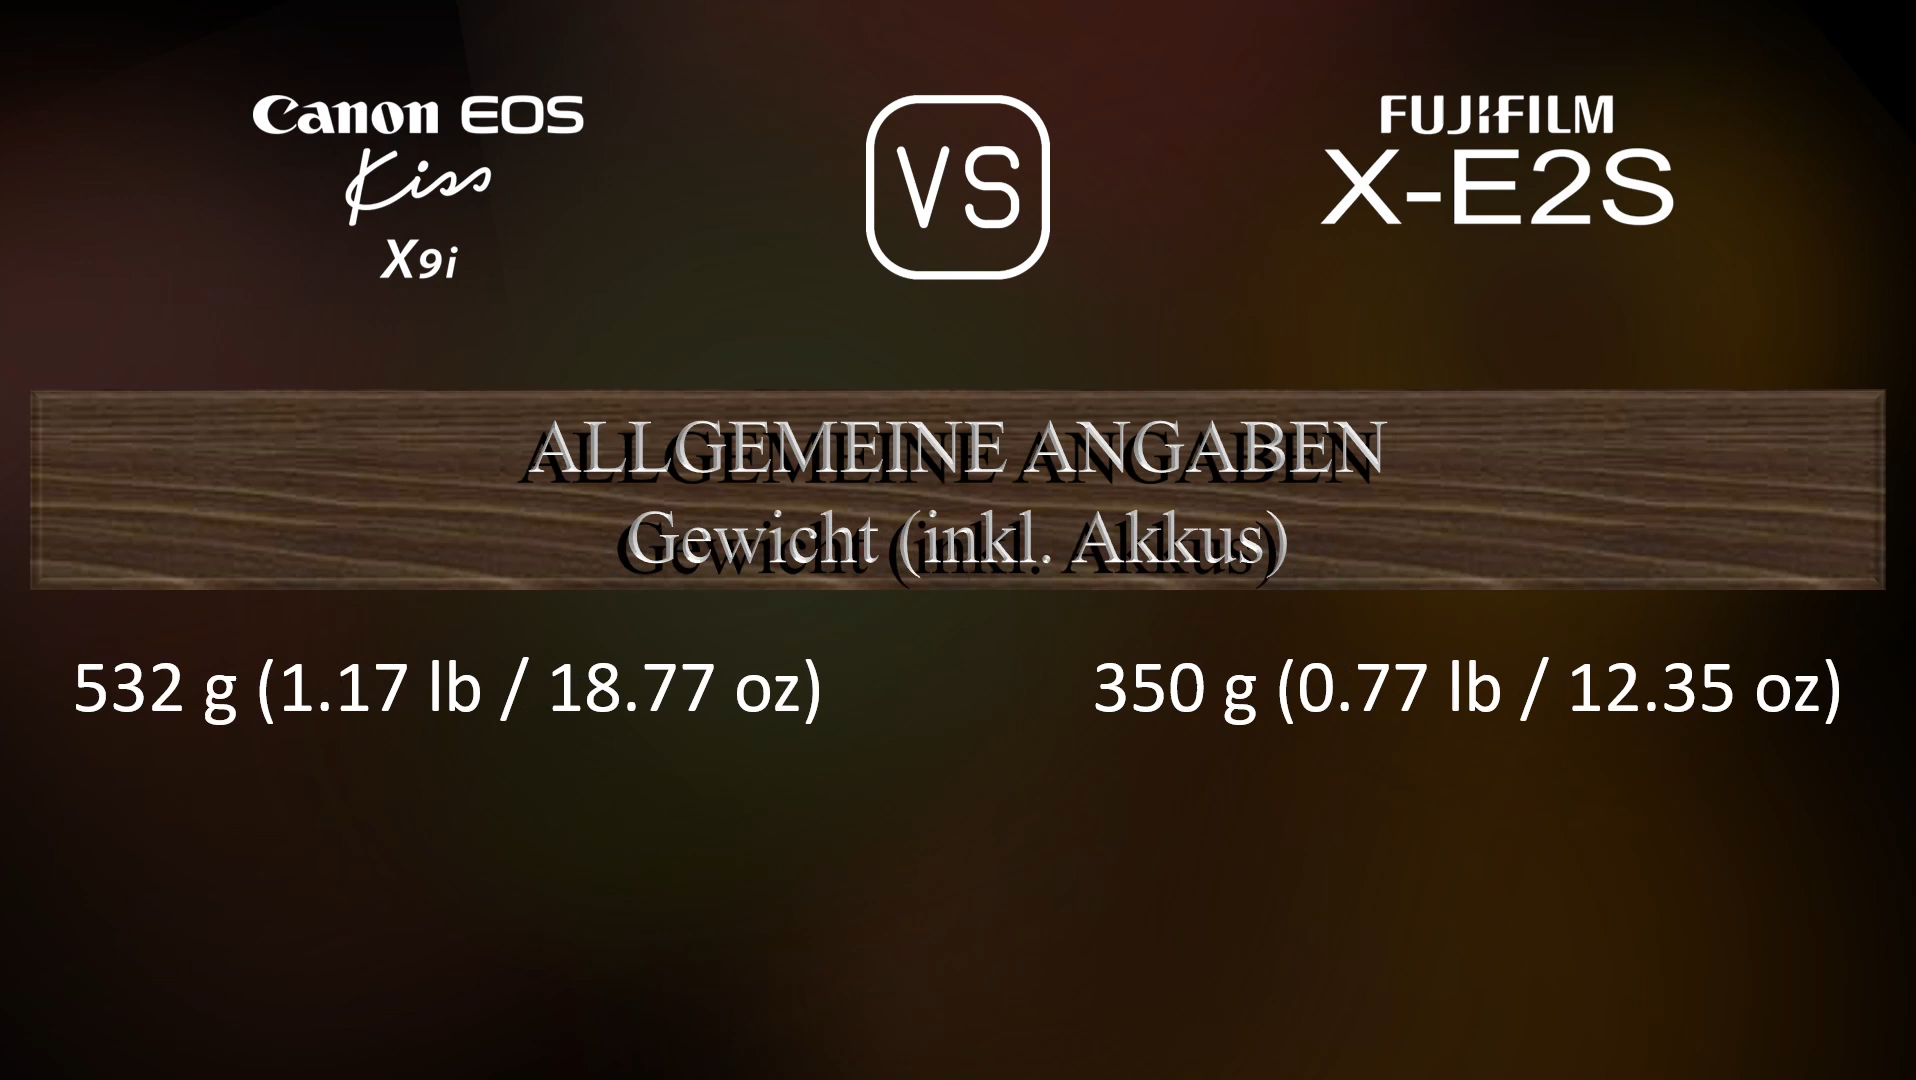 Canon EOS
Kiss
X9i
VS
FUJIFILM
X-E2S
ALLGEMEINE ANGABEN
Gewicht (inkl. Akkus)
532 g (1.17 lb / 18.77 oz)
350 g (0.77 lb / 12.35 oz)